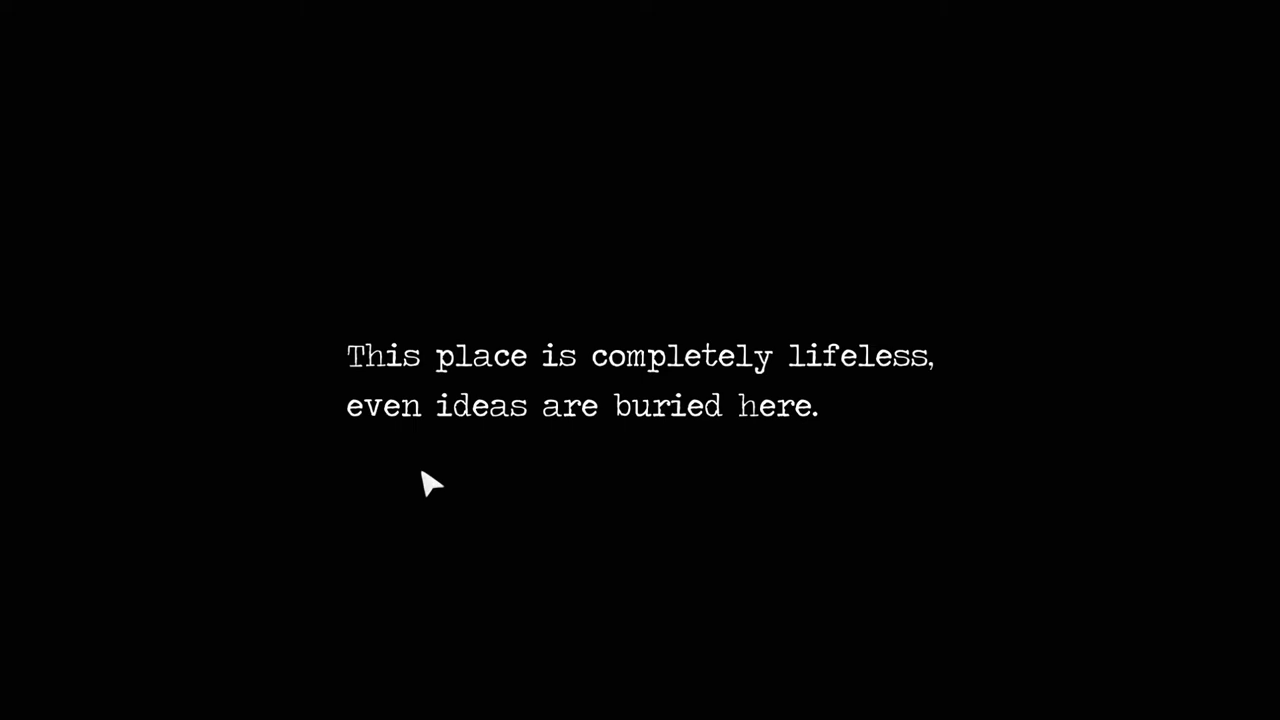 This place is completely lifeless,
even ideas are buried here.